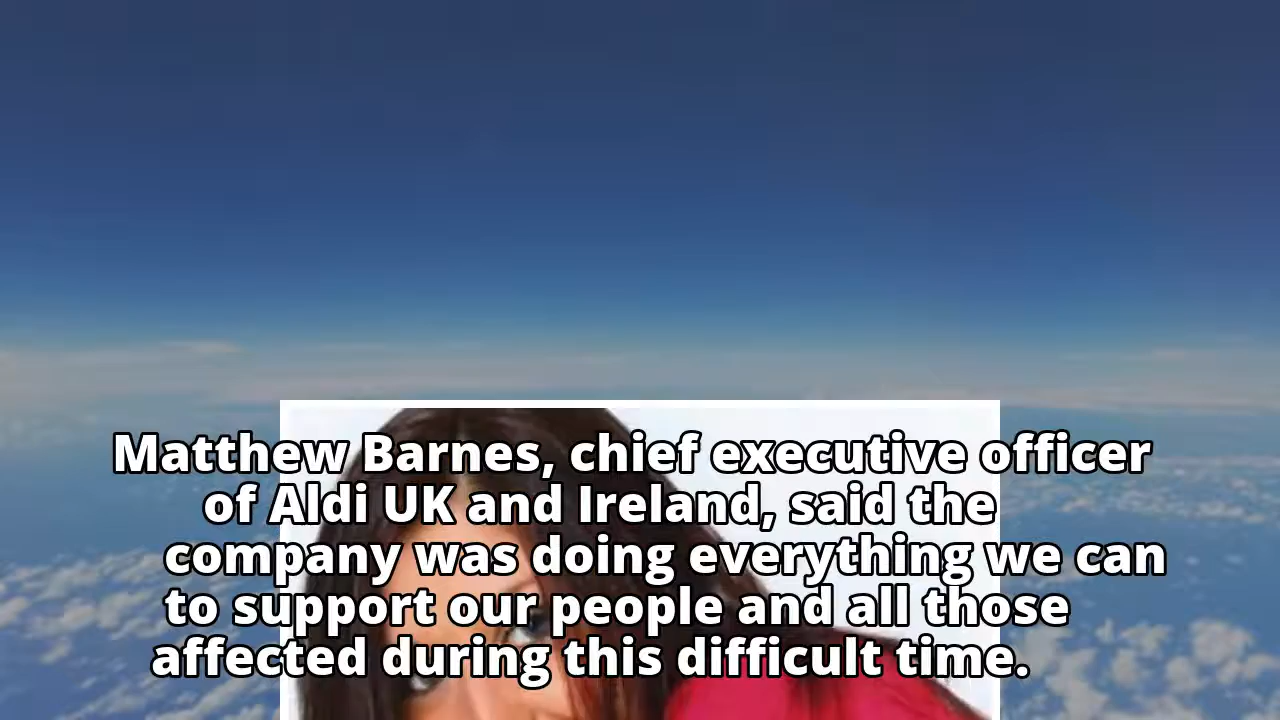 Matthew Barnes, chief executive officer
of Aldi UK and Ireland, said the
company was doing everything we can
to support our people and all those
affected during this difficult time.